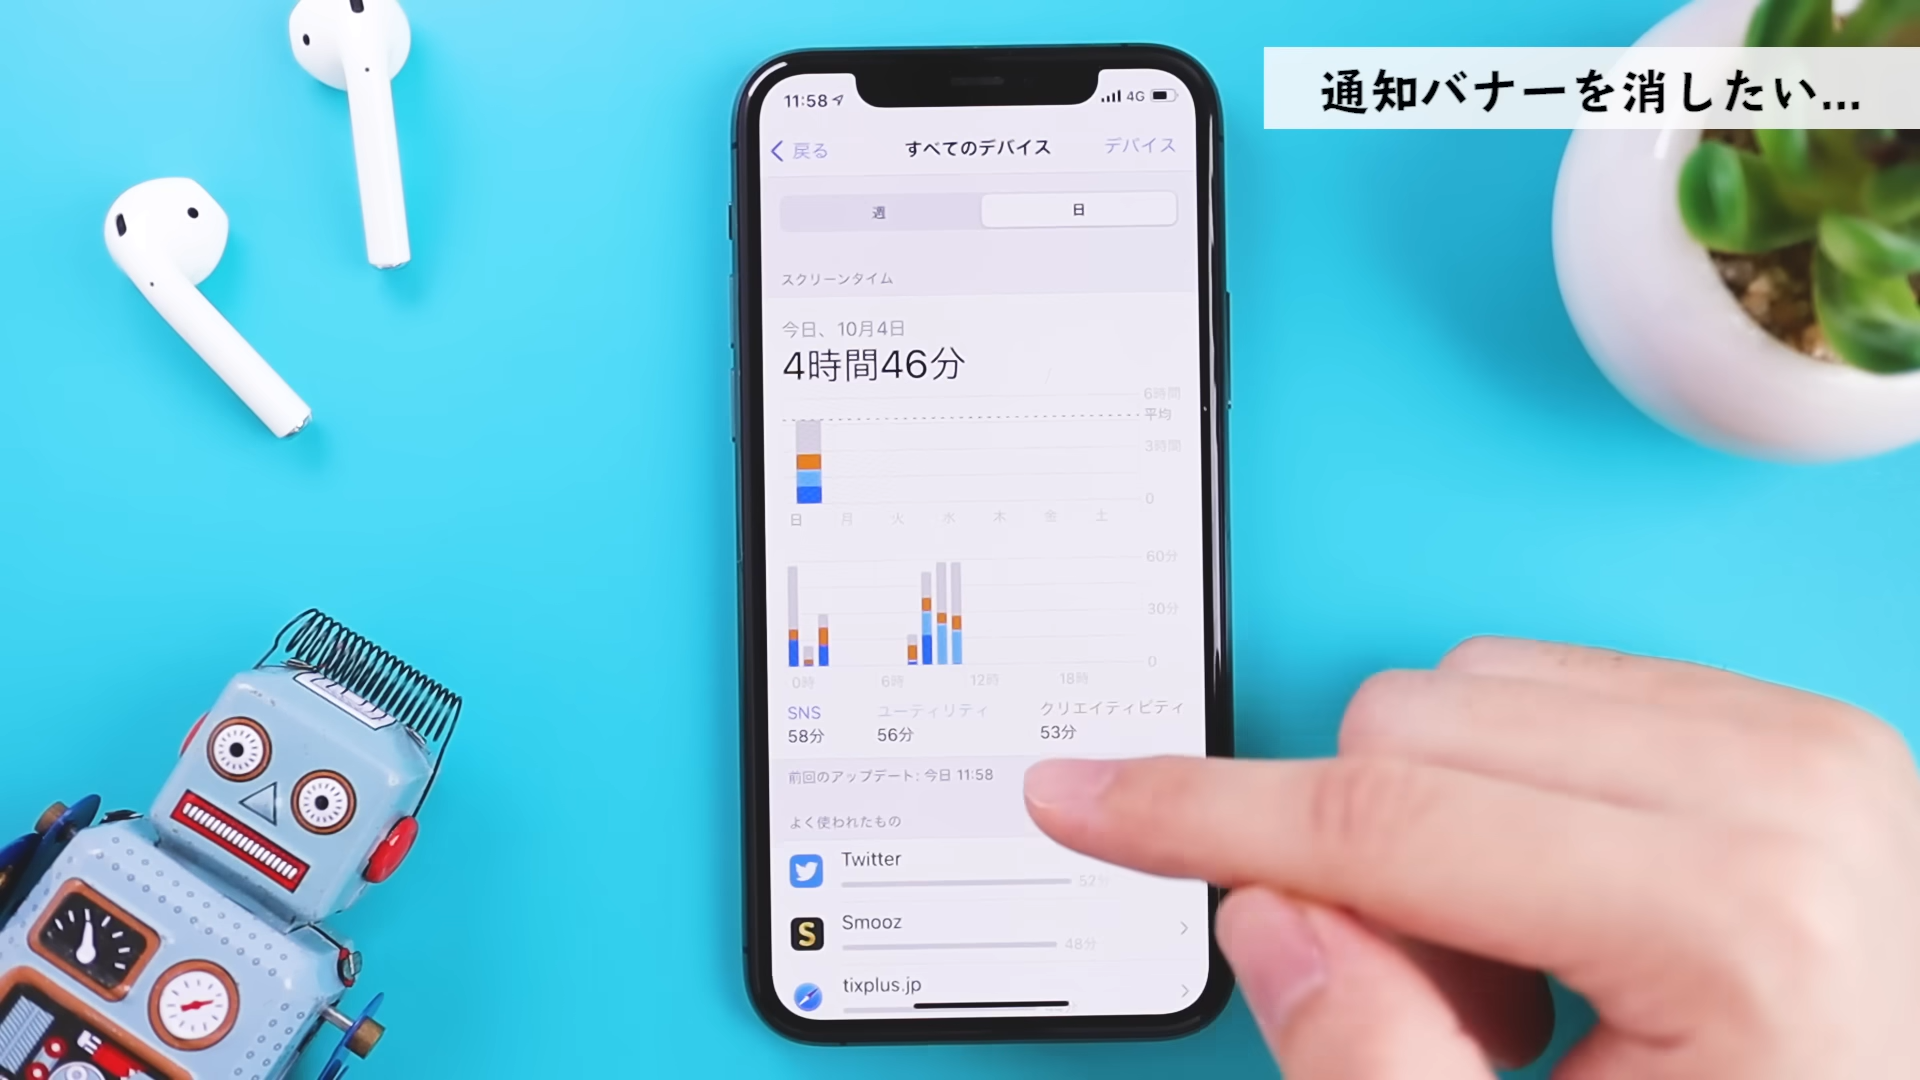 通知バナーを消したい...
11:58
4G
戻る
すべてのデバイス
デバイス
週
日
スクリーンタイム
今日、10月4日
4時間46分
6時間
平均
3時間
0
日 月 火 水 木 金 土
60分
30分
0
0時 6時 12時 18時
SNS ユーティリティ クリエイティビティ
58分 56分 53分
前回のアップデート: 今日 11:58
よく使われたもの
Twitter
52分
Smooz
48分
tixplus.jp